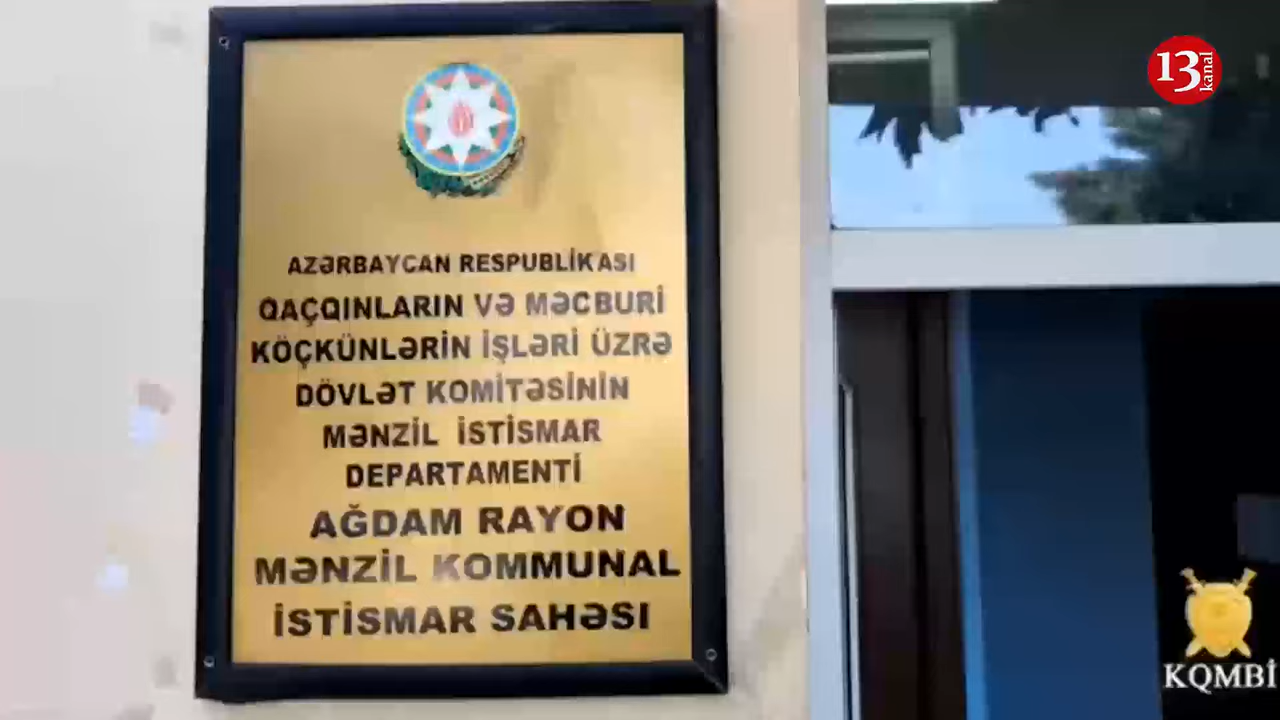 13 kanal
AZƏRBAYCAN RESPUBLİKASI
QAÇQINLARIN VƏ MƏCBURİ
KÖÇKÜNLƏRİN İŞLƏRİ ÜZRƏ
DÖVLƏT KOMİTƏSİNİN
MƏNZİL İSTİSMAR
DEPARTAMENTİ
AĞDAM RAYON
MƏNZİL KOMMUNAL
İSTİSMAR SAHƏSI
KQMBİ